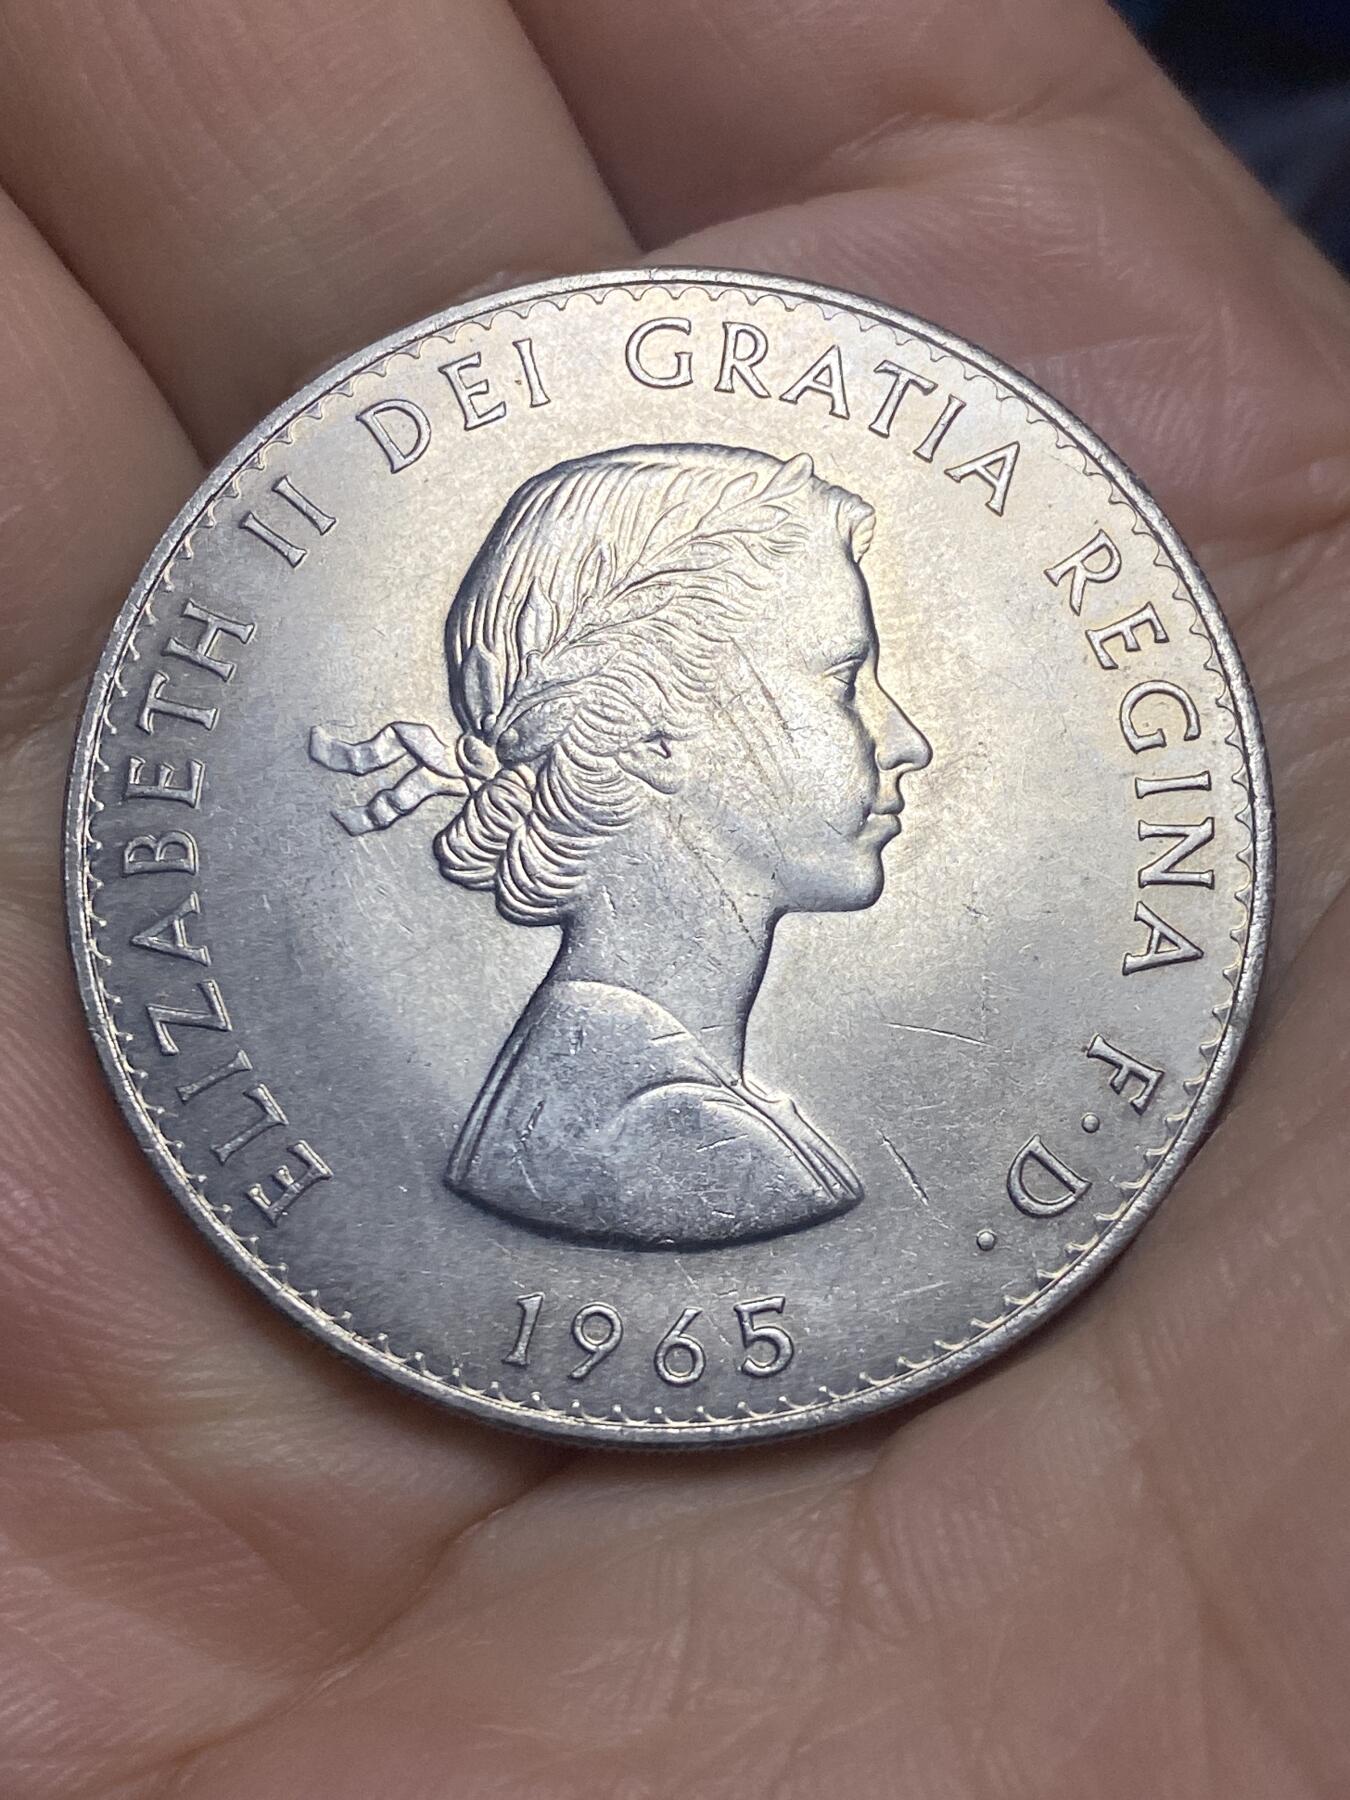 ELIZABETH II DEI GRATIA REGINA F·D·
1965